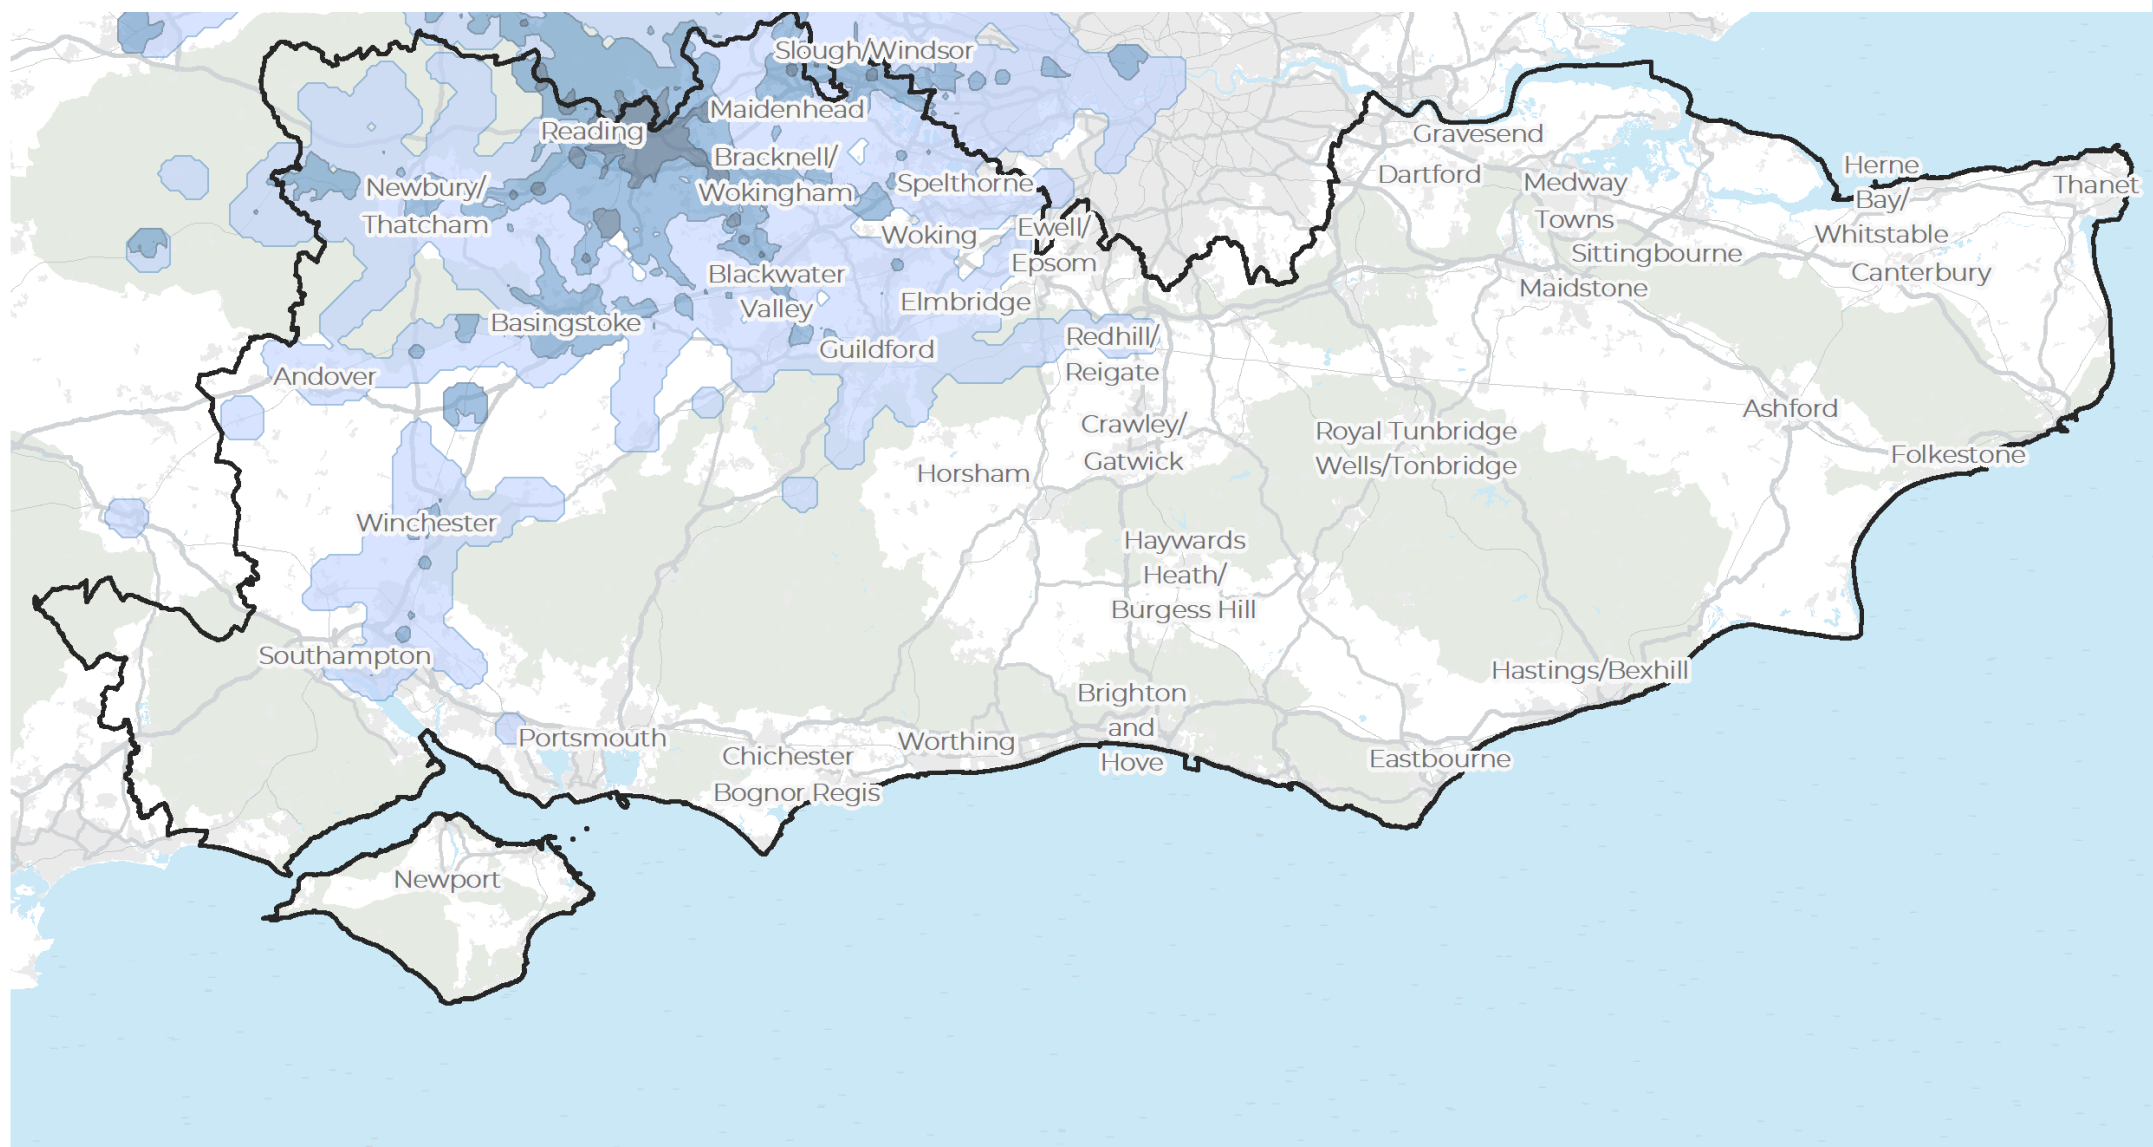 Slough/Windsor
Maidenhead
Reading
Bracknell/
Wokingham
Newbury/
Thatcham
Spelthorne
Woking
Ewell/
Epsom
Blackwater
Valley
Elmbridge
Basingstoke
Guildford
Redhill/
Reigate
Andover
Gravesend
Dartford
Medway
Towns
Sittingbourne
Maidstone
Herne
Bay/
Whitstable
Thanet
Canterbury
Ashford
Folkestone
Crawley/
Gatwick
Royal Tunbridge
Wells/Tonbridge
Horsham
Winchester
Haywards
Heath/
Burgess Hill
Southampton
Hastings/Bexhill
Portsmouth
Chichester
Bognor Regis
Worthing
Brighton
and
Hove
Eastbourne
Newport